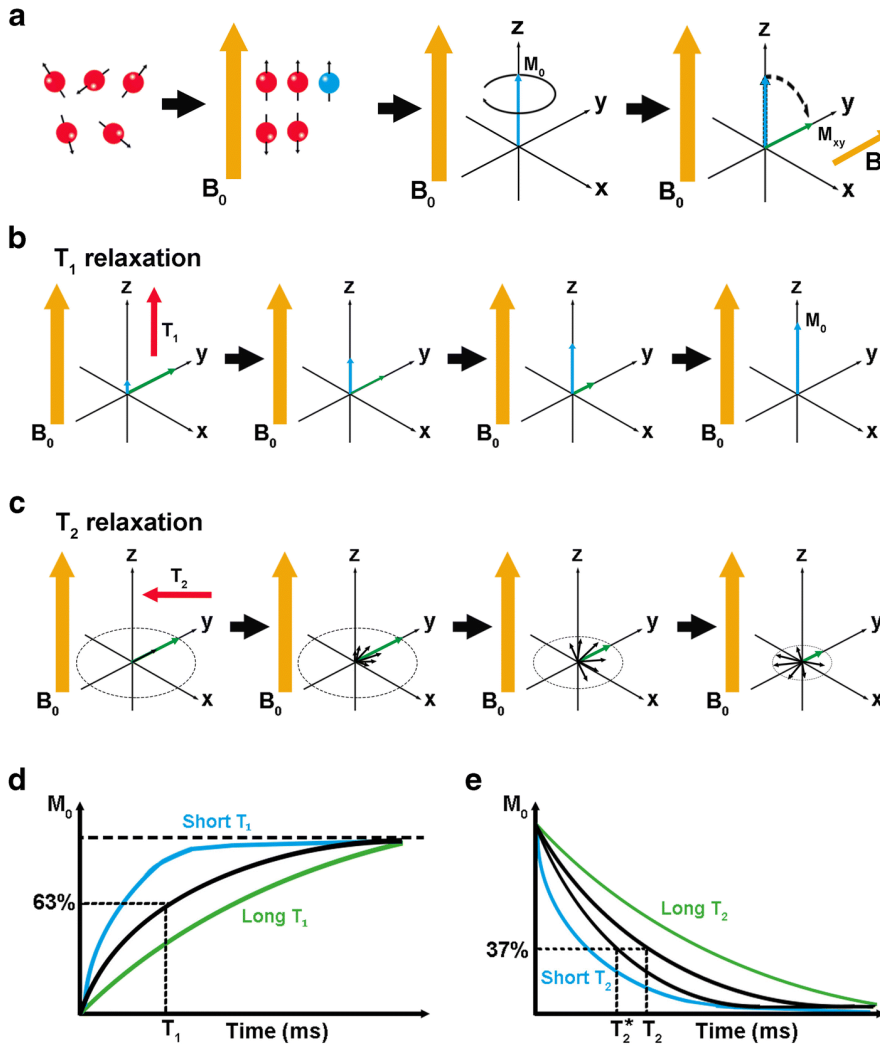 a
z
z
M₀
y
y
Mxy
B
x
x
B₀
B₀
B₀
b
T₁ relaxation
z
z
z
z
T₁
M₀
y
y
y
y
x
x
x
x
B₀
B₀
B₀
B₀
c
T₂ relaxation
z
z
z
z
T₂
y
y
y
y
x
x
x
x
B₀
B₀
B₀
B₀
d
M₀
Short T₁
63%
Long T₁
T₁
Time (ms)
e
M₀
Long T₂
37%
Short T₂
T₂*
T₂
Time (ms)